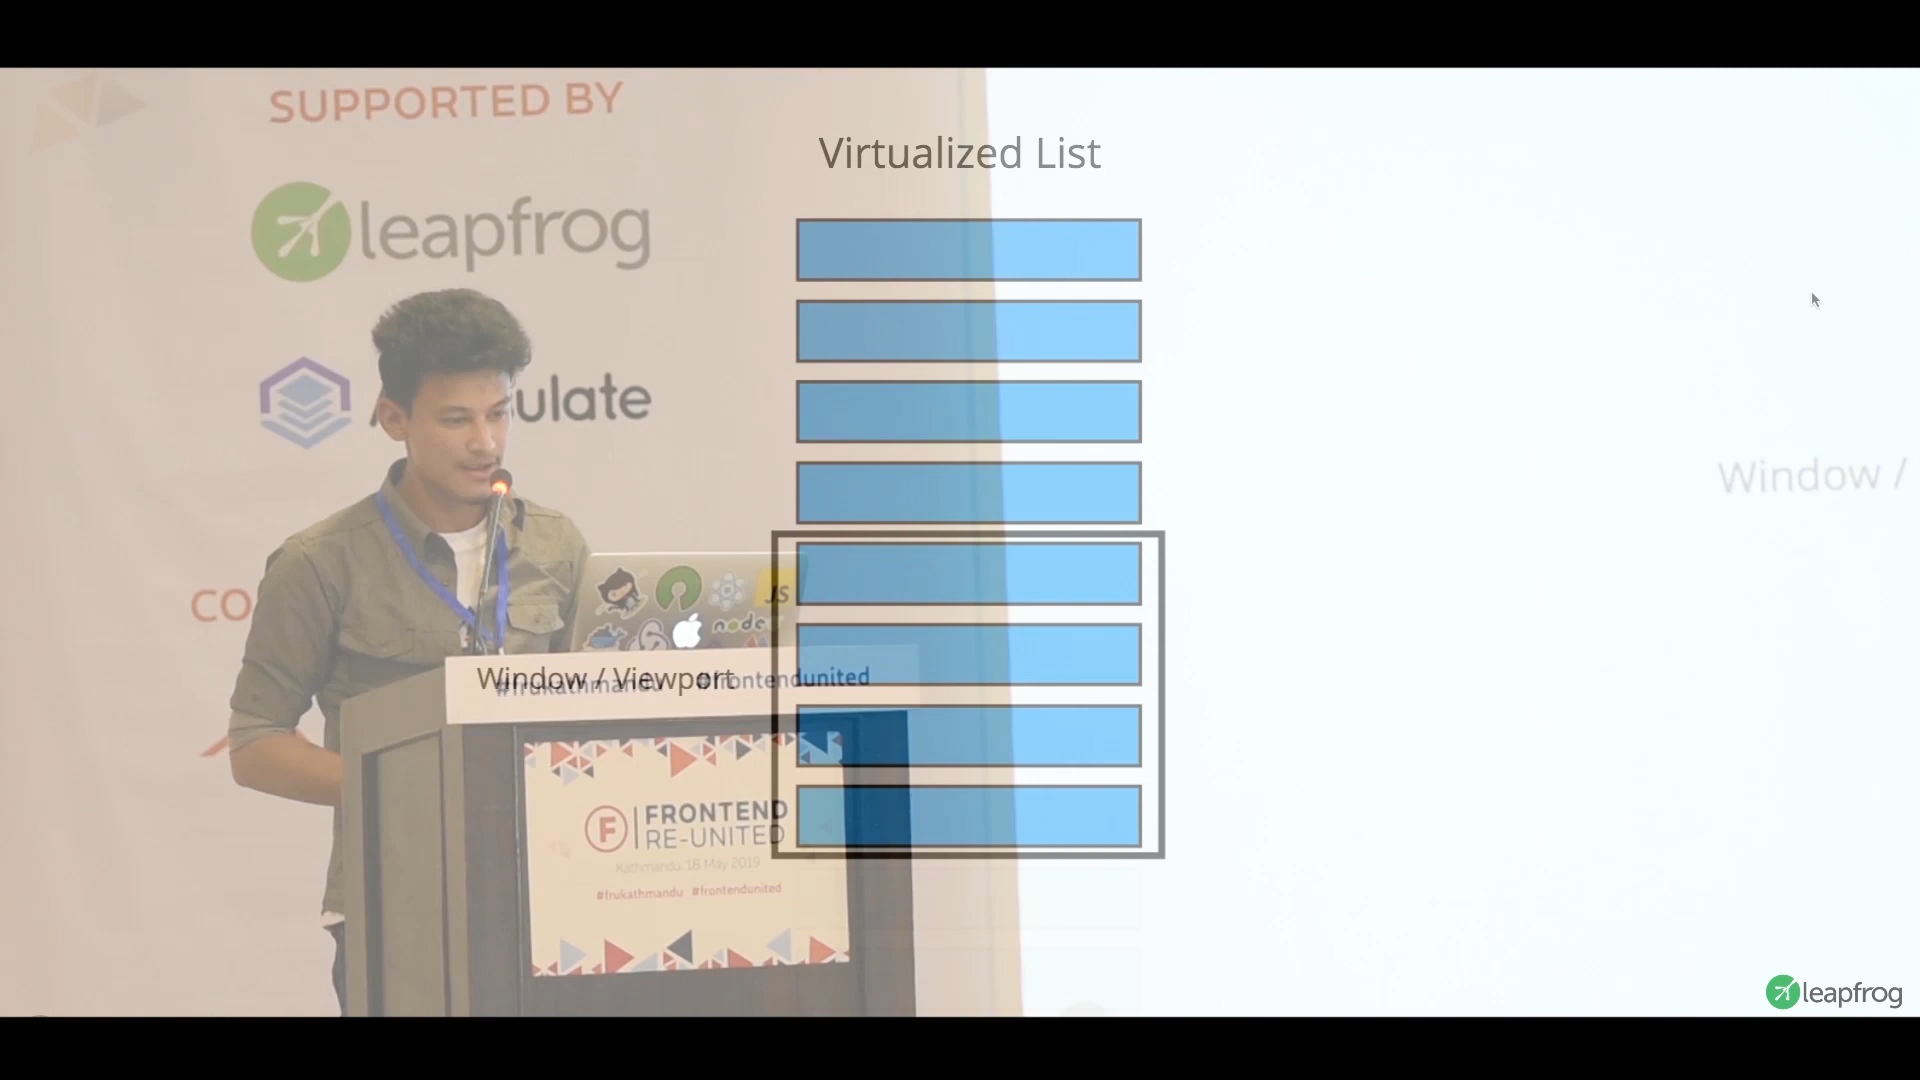 SUPPORTED BY
Virtualized List
leapfrog
ulate
Window /
CO
JS
node
Window / Viewport
#frukathmandu #frontendunited
F FRONTEND
RE-UNITED
Kathmandu, 18 May 2019
#frukathmandu #frontendunited
leapfrog